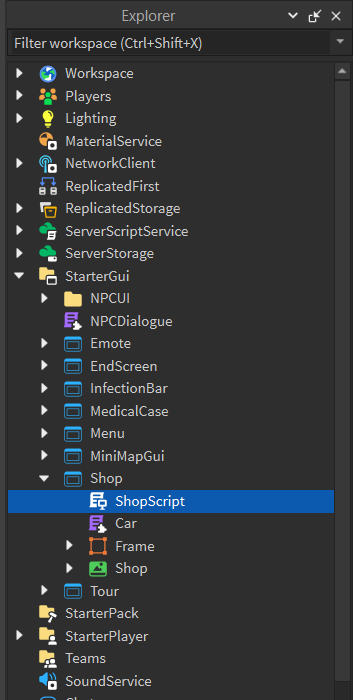 Explorer
Filter workspace (Ctrl+Shift+X)
Workspace
Players
Lighting
MaterialService
NetworkClient
ReplicatedFirst
ReplicatedStorage
ServerScriptService
ServerStorage
StarterGui
NPCUI
NPCDialogue
Emote
EndScreen
InfectionBar
MedicalCase
Menu
MiniMapGui
Shop
ShopScript
Car
Frame
Shop
Tour
StarterPack
StarterPlayer
Teams
SoundService